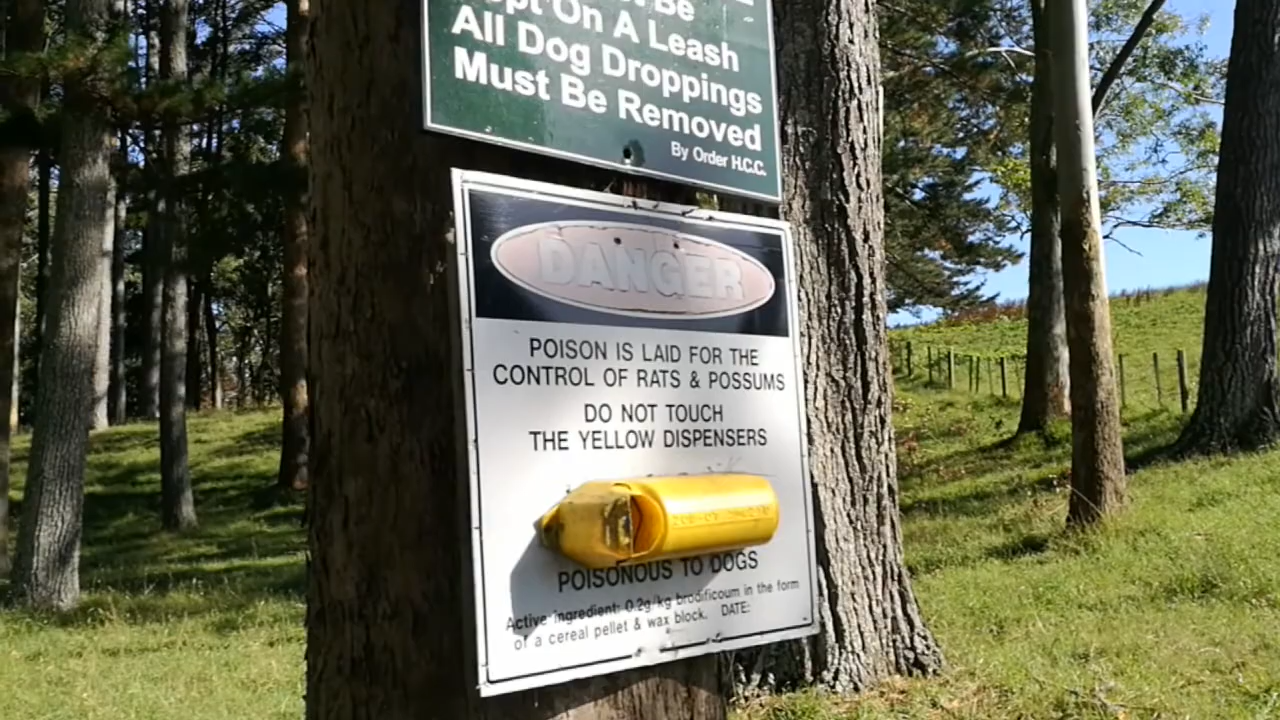 Be
On A Leash
All Dog Droppings
Must Be Removed
By Order H.C.C.
DANGER
POISON IS LAID FOR THE
CONTROL OF RATS & POSSUMS
DO NOT TOUCH
THE YELLOW DISPENSERS
POISONOUS TO DOGS
Active ingredient: 0.2g/kg brodificoum in the form
of a cereal pellet & wax block. DATE: